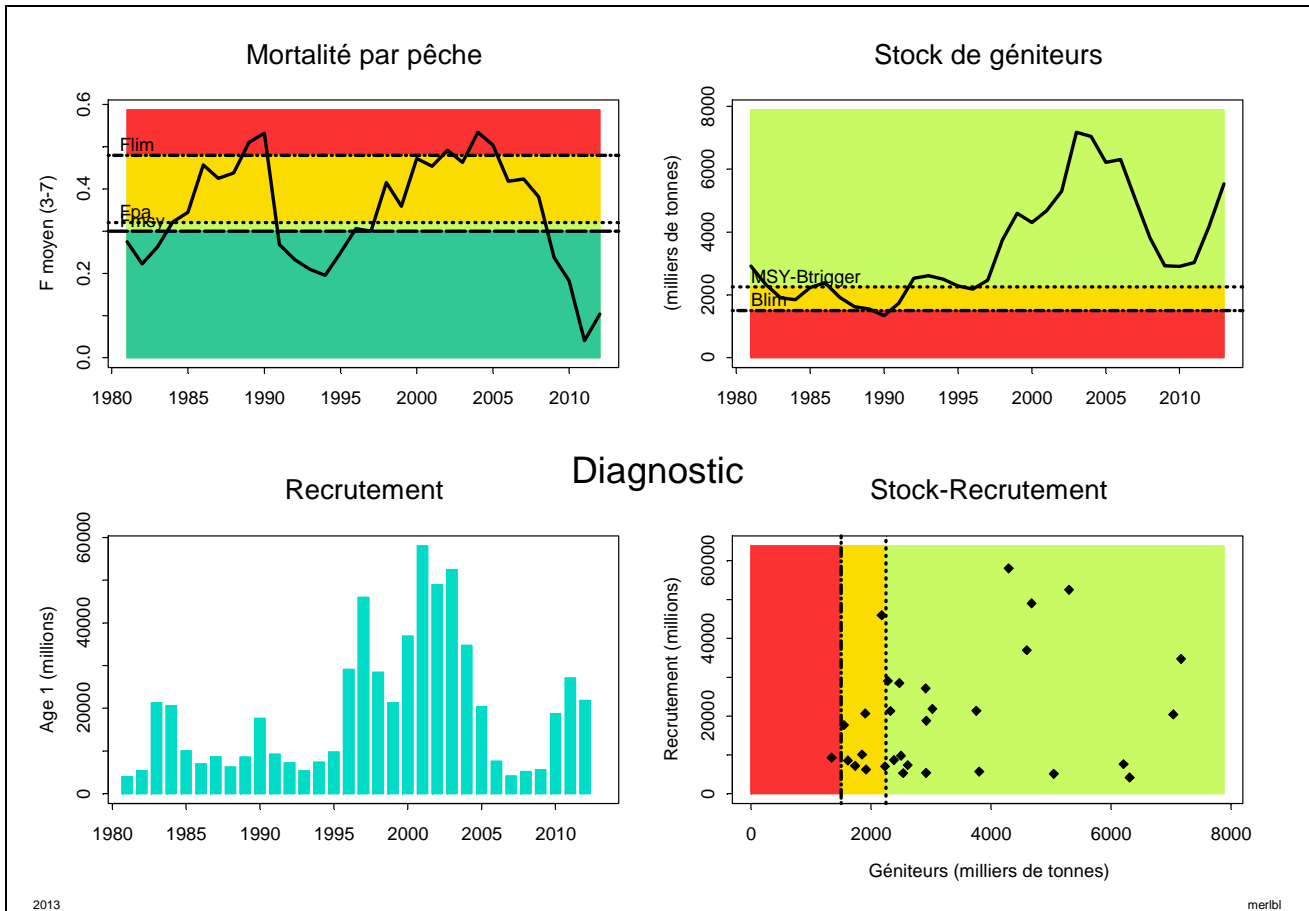 Mortalité par pêche
F moyen (3-7)
0.0 0.2 0.4 0.6
Flim
Fpa
Fmsy
1980 1985 1990 1995 2000 2005 2010
Stock de géniteurs
(milliers de tonnes)
0 2000 4000 6000 8000
MSY-Btrigger
Blim
1980 1985 1990 1995 2000 2005 2010
Diagnostic
Recrutement
Age 1 (millions)
0 20000 40000 60000
1980 1985 1990 1995 2000 2005 2010
Stock-Recrutement
Recrutement (millions)
0 20000 40000 60000
0 2000 4000 6000 8000
Géniteurs (milliers de tonnes)
2013
merlbl